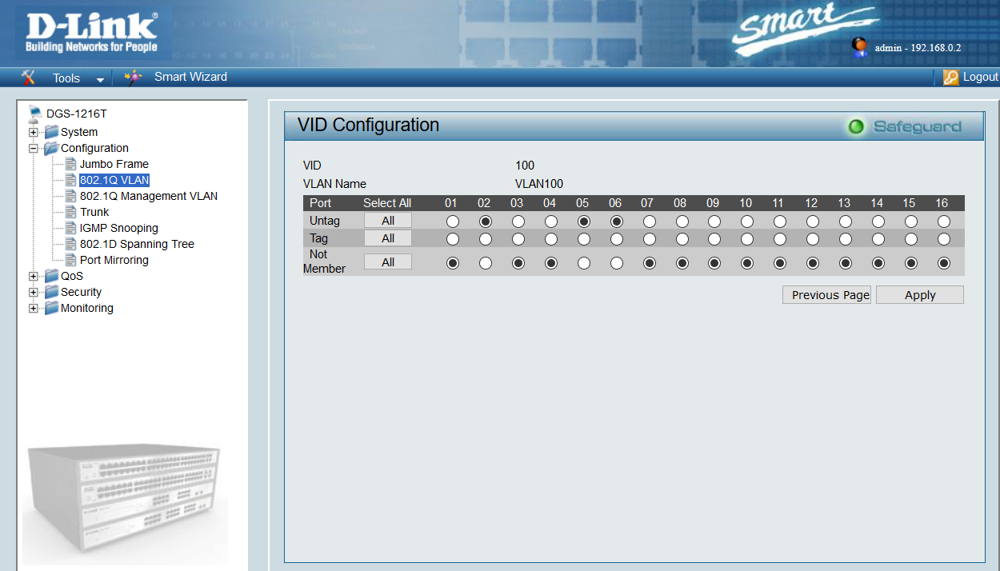 D-Link®
Building Networks for People
smart
admin - 192.168.0.2
Tools Smart Wizard Logout
DGS-1216T
System
Configuration
Jumbo Frame
802.1Q VLAN
802.1Q Management VLAN
Trunk
IGMP Snooping
802.1D Spanning Tree
Port Mirroring
QoS
Security
Monitoring
VID Configuration Safeguard
VID 100
VLAN Name VLAN100
Port Select All 01 02 03 04 05 06 07 08 09 10 11 12 13 14 15 16
Untag All
Tag All
Not
Member All
Previous Page Apply